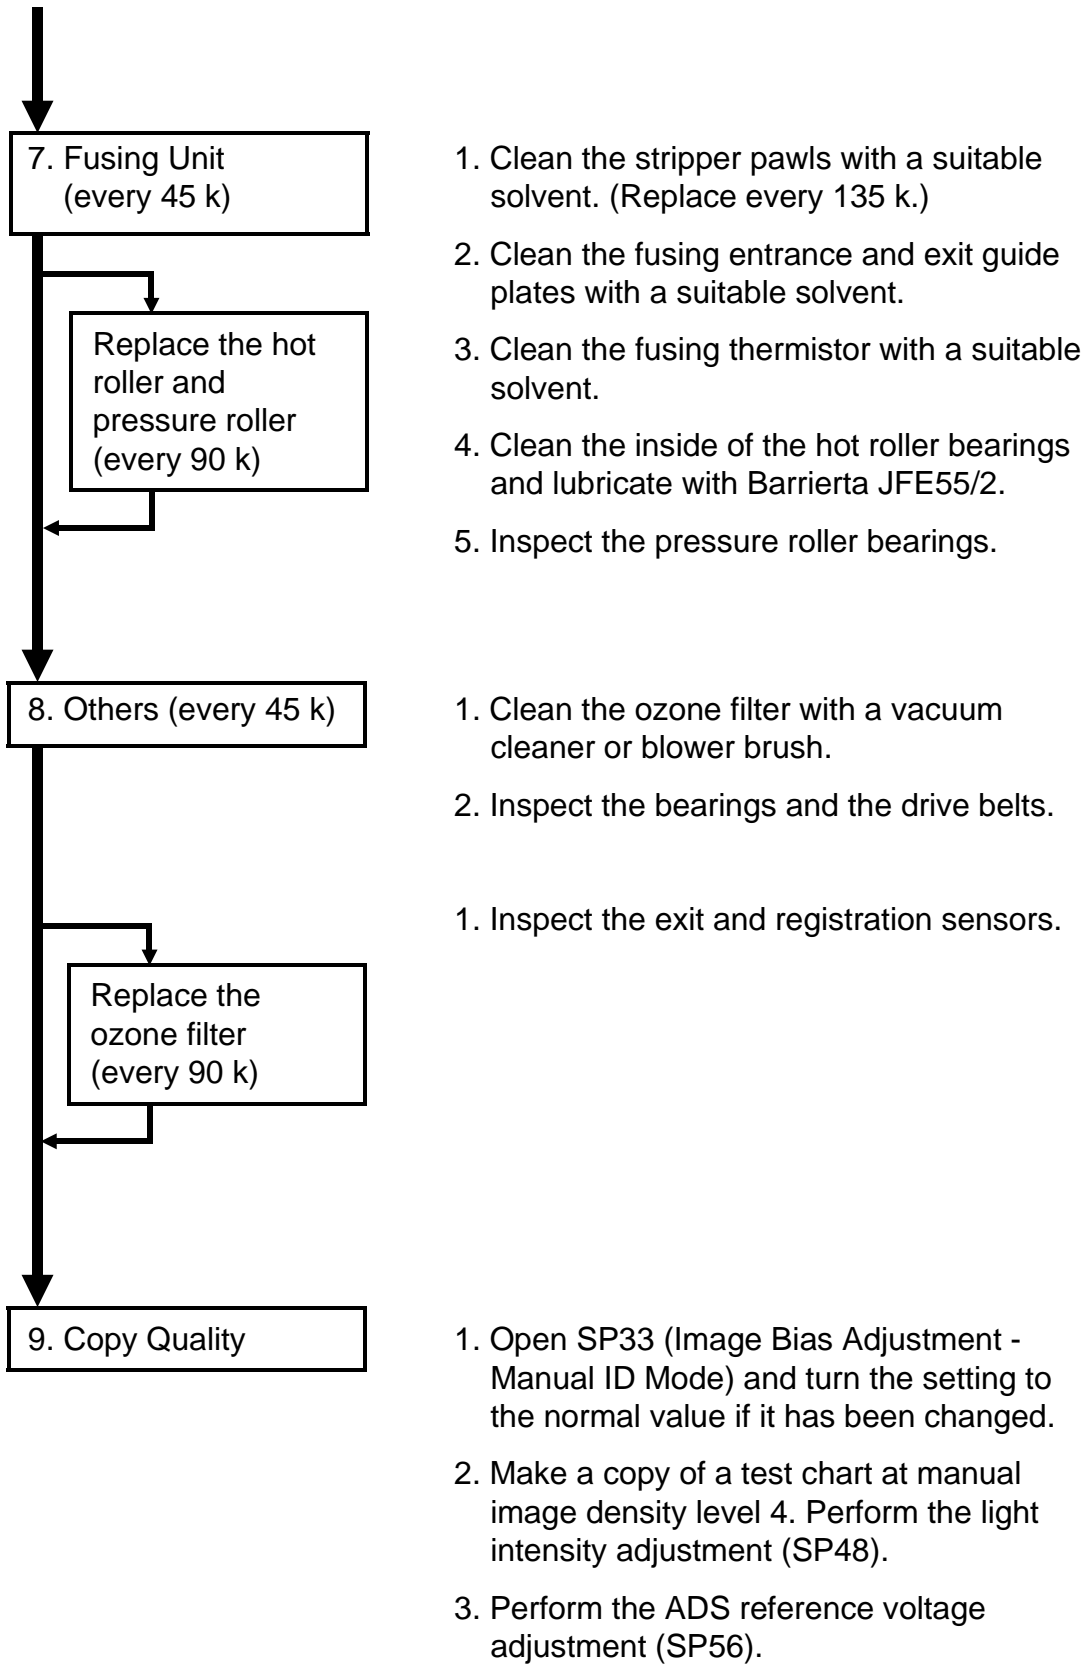 7. Fusing Unit
(every 45 k)
1. Clean the stripper pawls with a suitable
solvent. (Replace every 135 k.)
2. Clean the fusing entrance and exit guide
plates with a suitable solvent.
Replace the hot
roller and
pressure roller
(every 90 k)
3. Clean the fusing thermistor with a suitable
solvent.
4. Clean the inside of the hot roller bearings
and lubricate with Barrierta JFE55/2.
5. Inspect the pressure roller bearings.
8. Others (every 45 k)
1. Clean the ozone filter with a vacuum
cleaner or blower brush.
2. Inspect the bearings and the drive belts.
1. Inspect the exit and registration sensors.
Replace the
ozone filter
(every 90 k)
9. Copy Quality
1. Open SP33 (Image Bias Adjustment -
Manual ID Mode) and turn the setting to
the normal value if it has been changed.
2. Make a copy of a test chart at manual
image density level 4. Perform the light
intensity adjustment (SP48).
3. Perform the ADS reference voltage
adjustment (SP56).